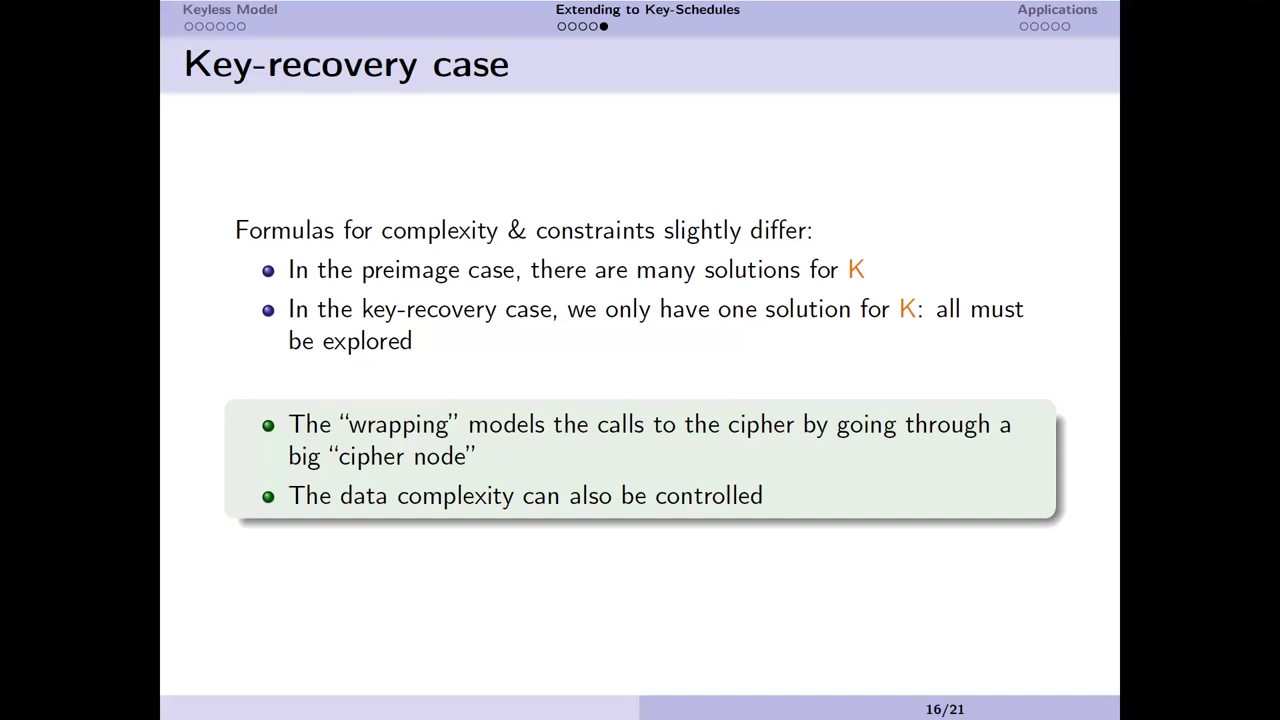 Keyless Model
Extending to Key-Schedules
Applications
Key-recovery case
Formulas for complexity & constraints slightly differ:
In the preimage case, there are many solutions for K
In the key-recovery case, we only have one solution for K: all must
be explored
The “wrapping” models the calls to the cipher by going through a
big “cipher node”
The data complexity can also be controlled
16/21